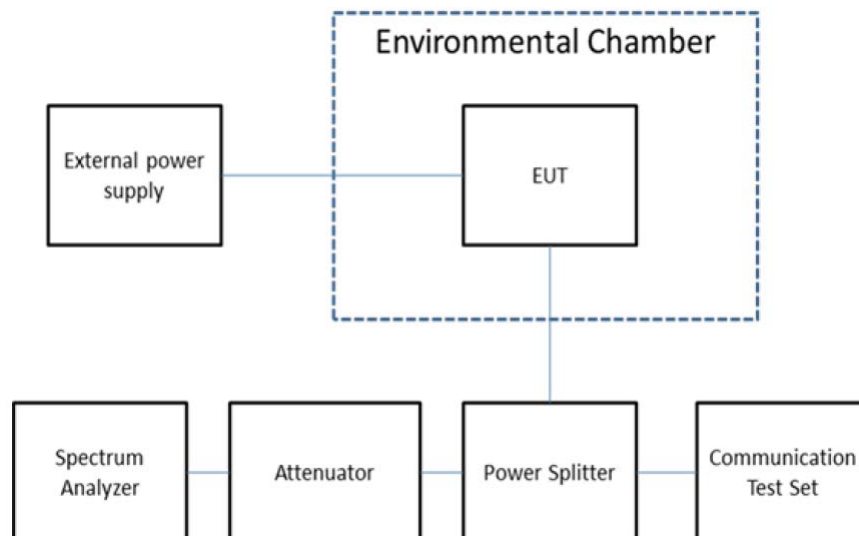 Environmental Chamber
External power
supply
EUT
Spectrum
Analyzer
Attenuator
Power Splitter
Communication
Test Set